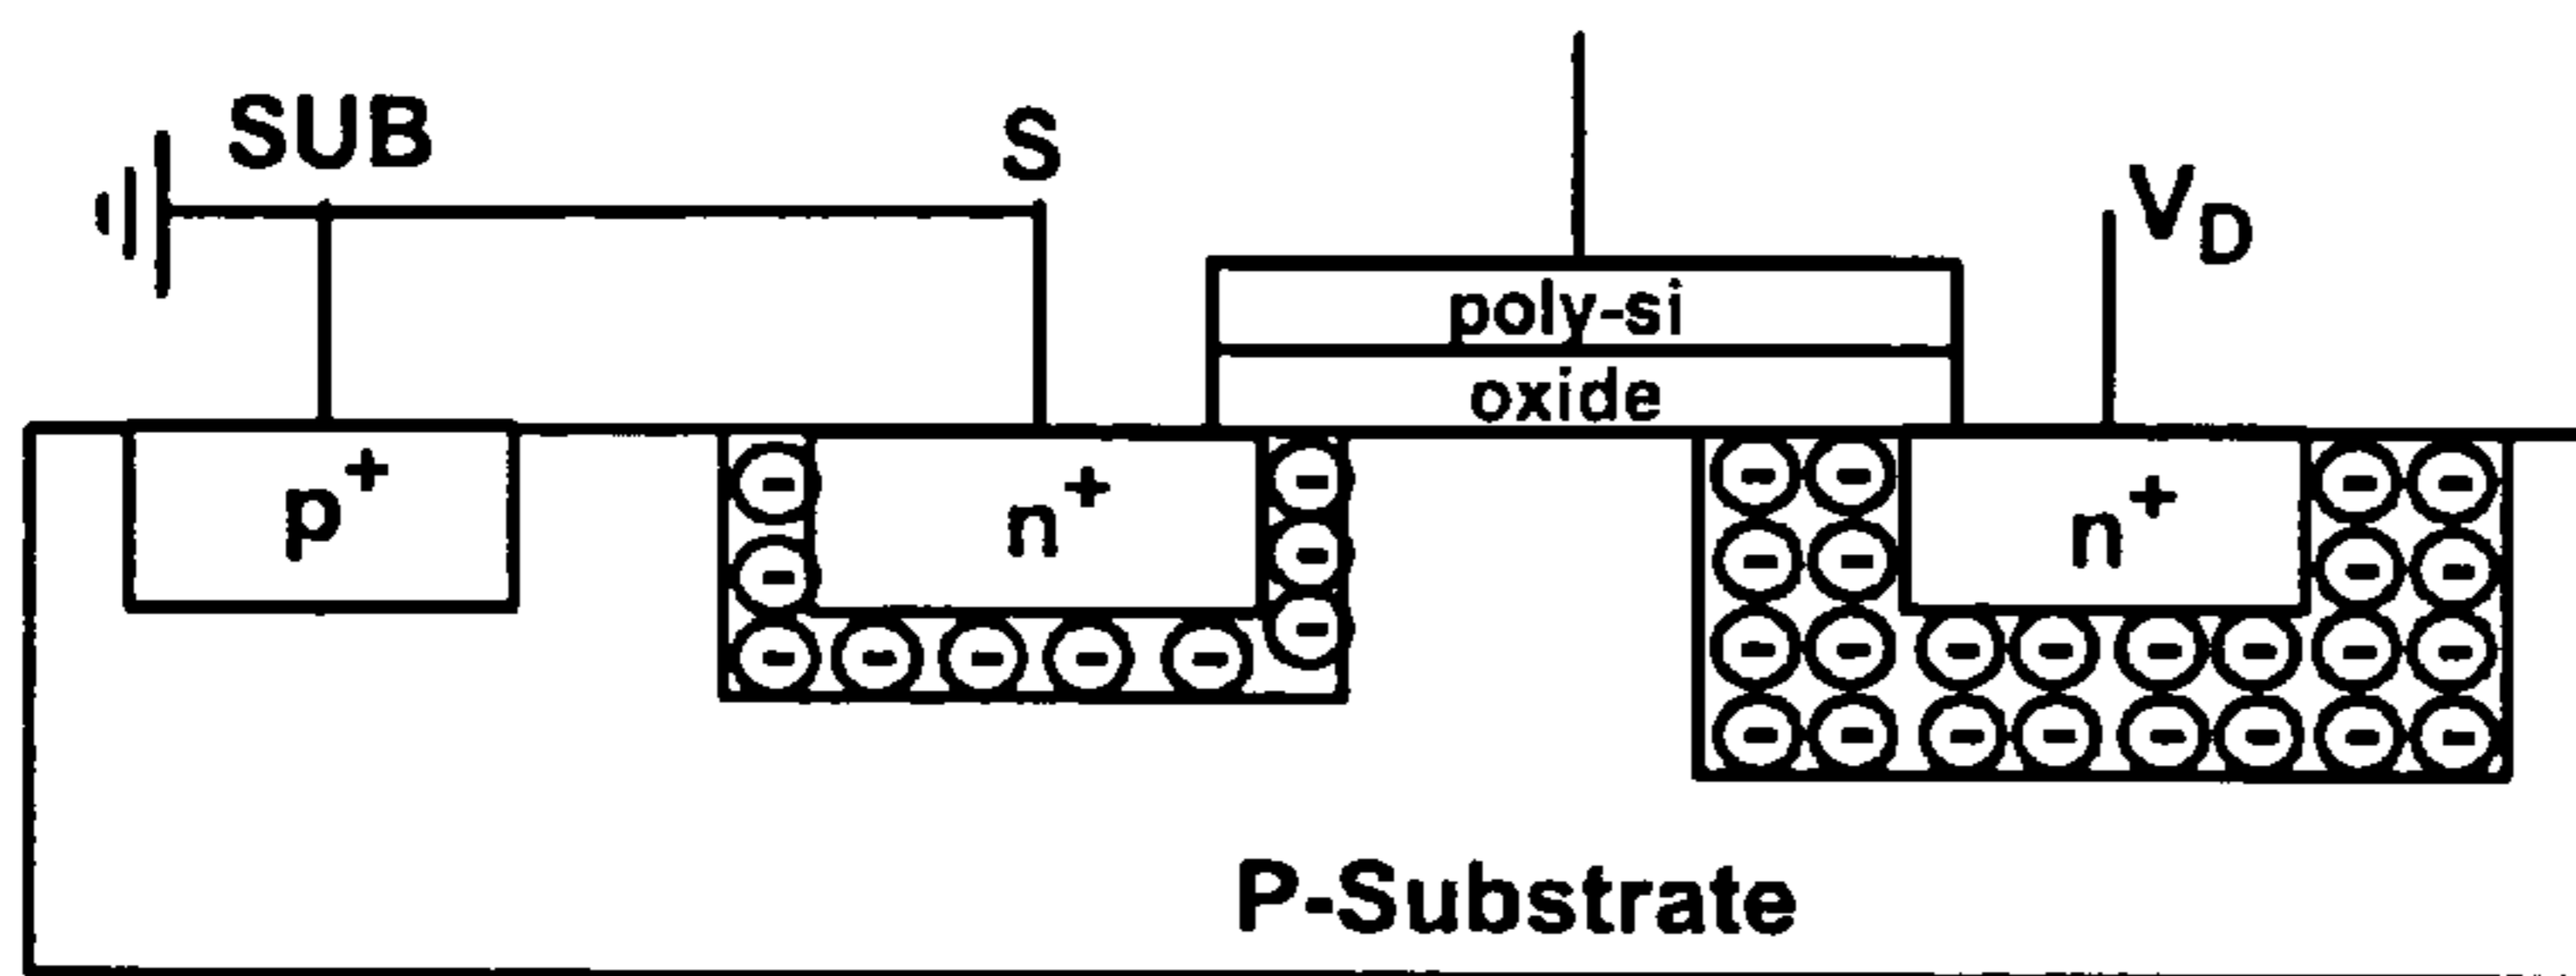 SUB
S
V_D
poly-si
oxide
p⁺
n⁺
n⁺
P-Substrate